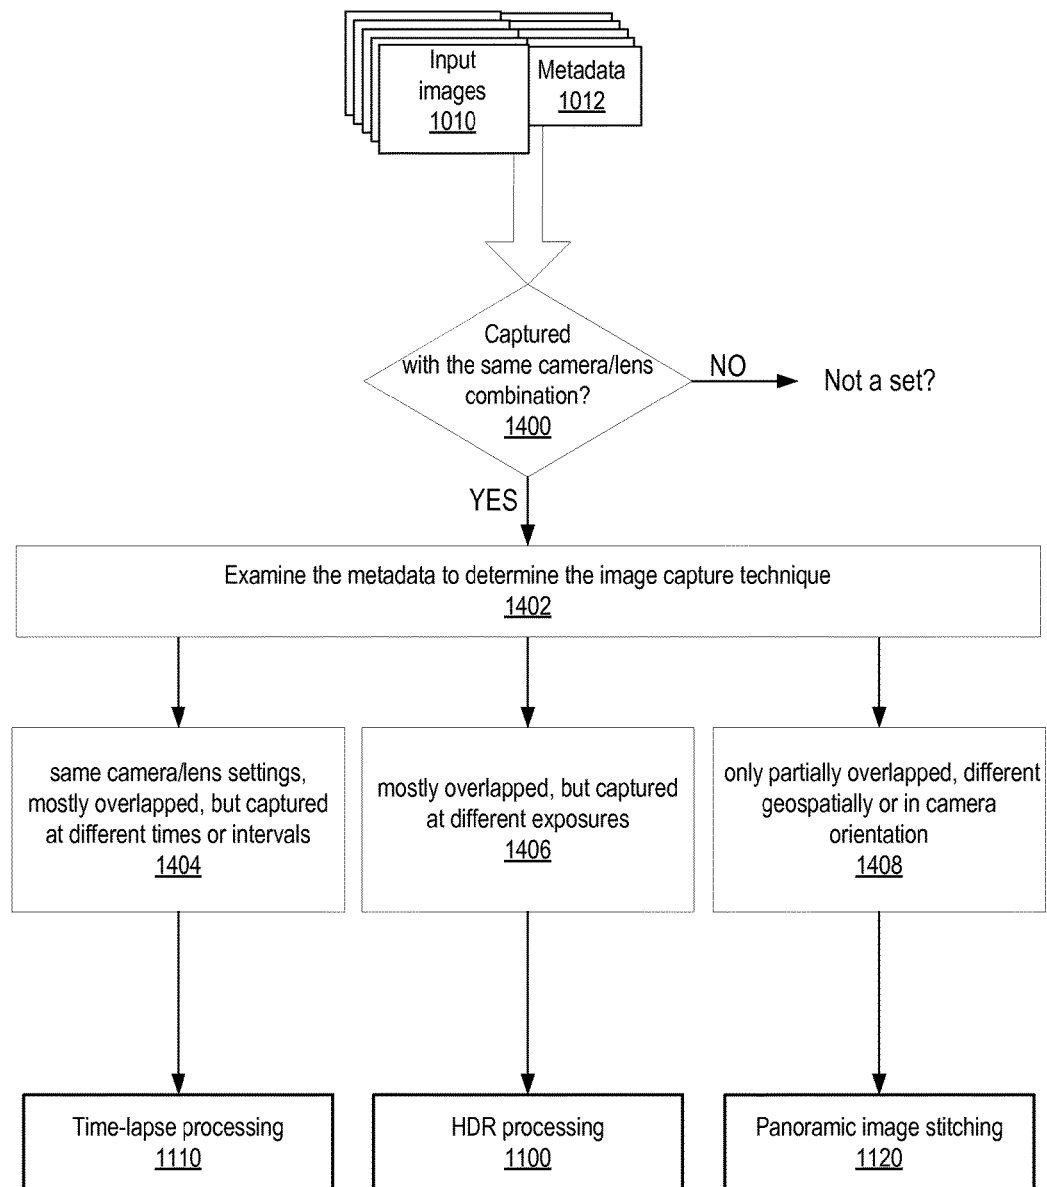 Input
images
1010
Metadata
1012
Captured
with the same camera/lens
combination?
1400
NO
Not a set?
YES
Examine the metadata to determine the image capture technique
1402
same camera/lens settings,
mostly overlapped, but captured
at different times or intervals
1404
mostly overlapped, but captured
at different exposures
1406
only partially overlapped, different
geospatially or in camera
orientation
1408
Time-lapse processing
1110
HDR processing
1100
Panoramic image stitching
1120